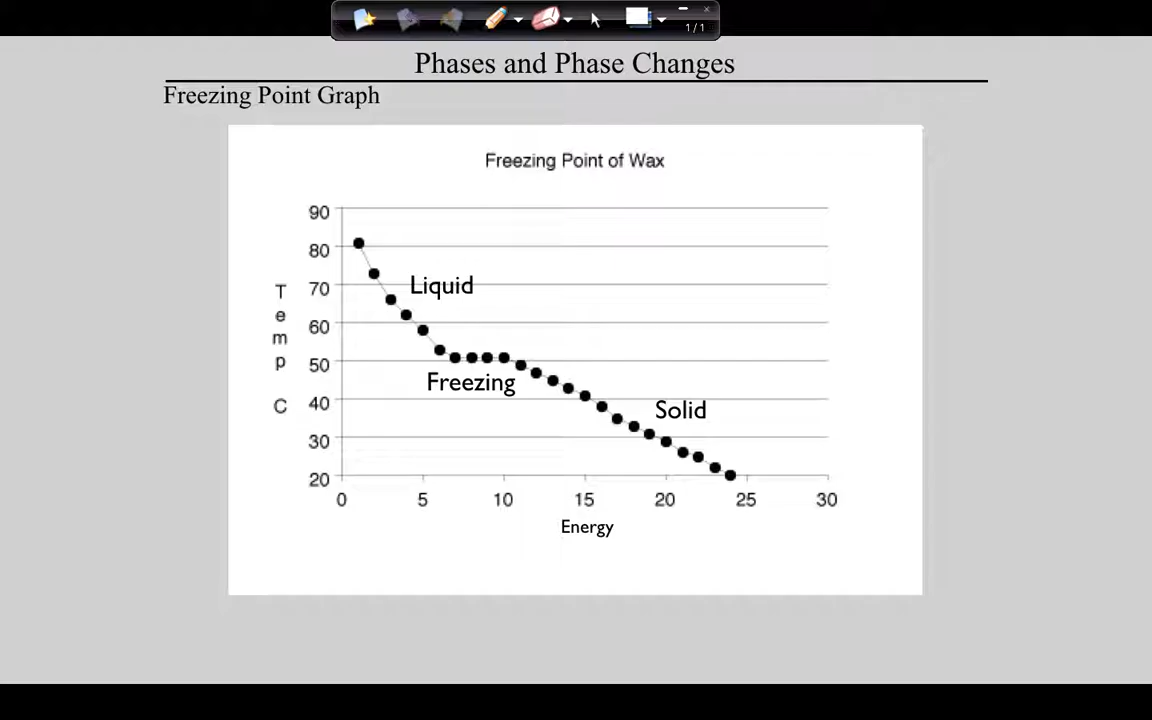 1/1
Phases and Phase Changes
Freezing Point Graph
Freezing Point of Wax
90
80
70
60
50
40
30
20
Temp C
Liquid
Freezing
Solid
0 5 10 15 20 25 30
Energy